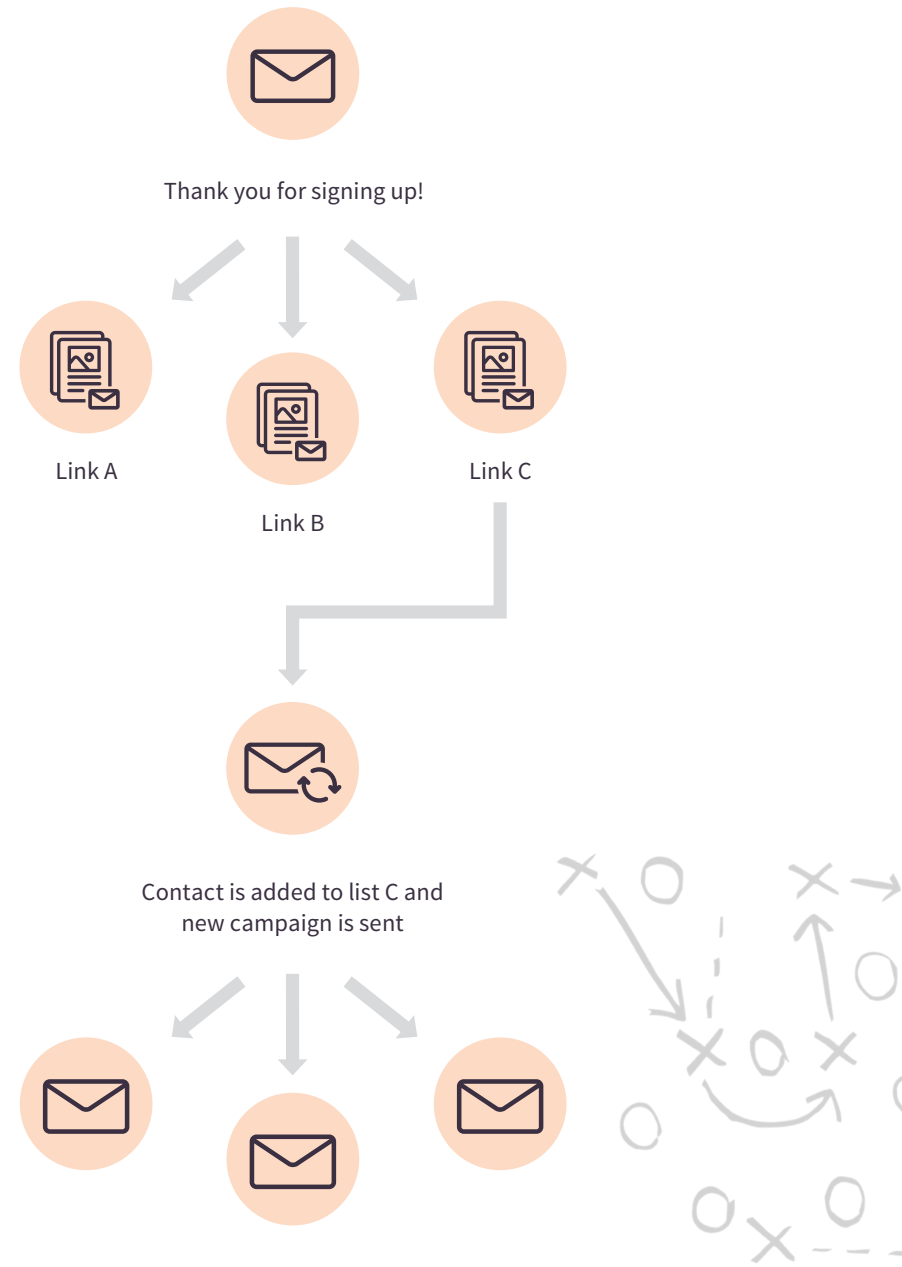 Thank you for signing up!
Link A
Link C
Link B
Contact is added to list C and
new campaign is sent